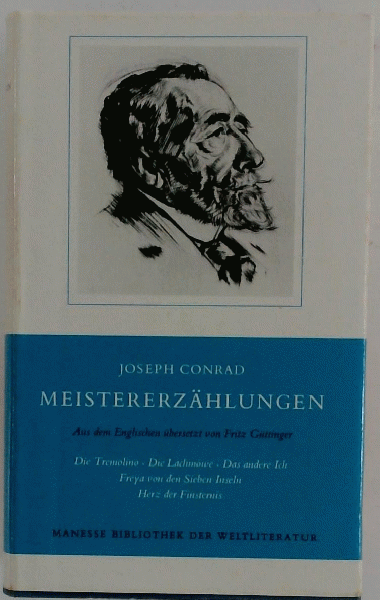 JOSEPH CONRAD
MEISTERERZÄHLUNGEN
Aus dem Englischen übersetzt von Fritz Güttinger
Die Tremolino · Die Lachmöwe · Das andere Ich
Freya von den Sieben Inseln
Herz der Finsternis
MANESSE BIBLIOTHEK DER WELTLITERATUR